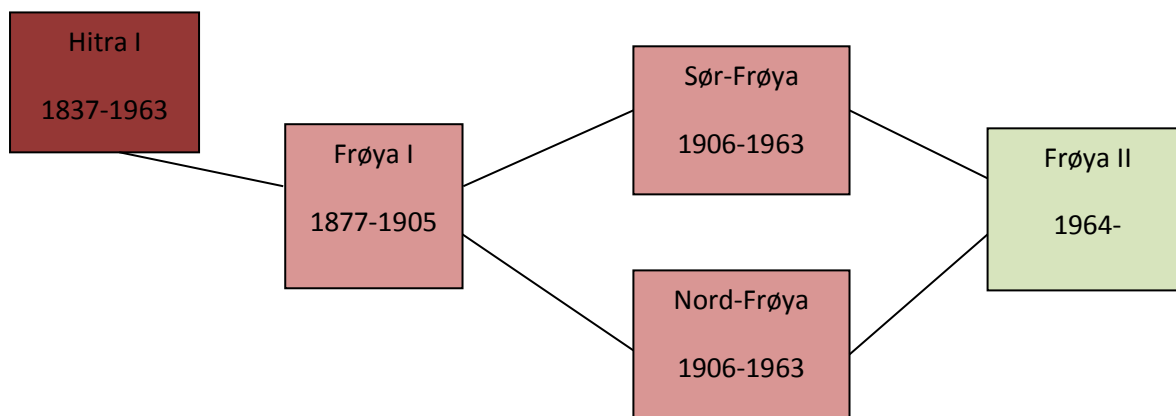 Hitra I
1837-1963
Frøya I
1877-1905
Sør-Frøya
1906-1963
Nord-Frøya
1906-1963
Frøya II
1964-